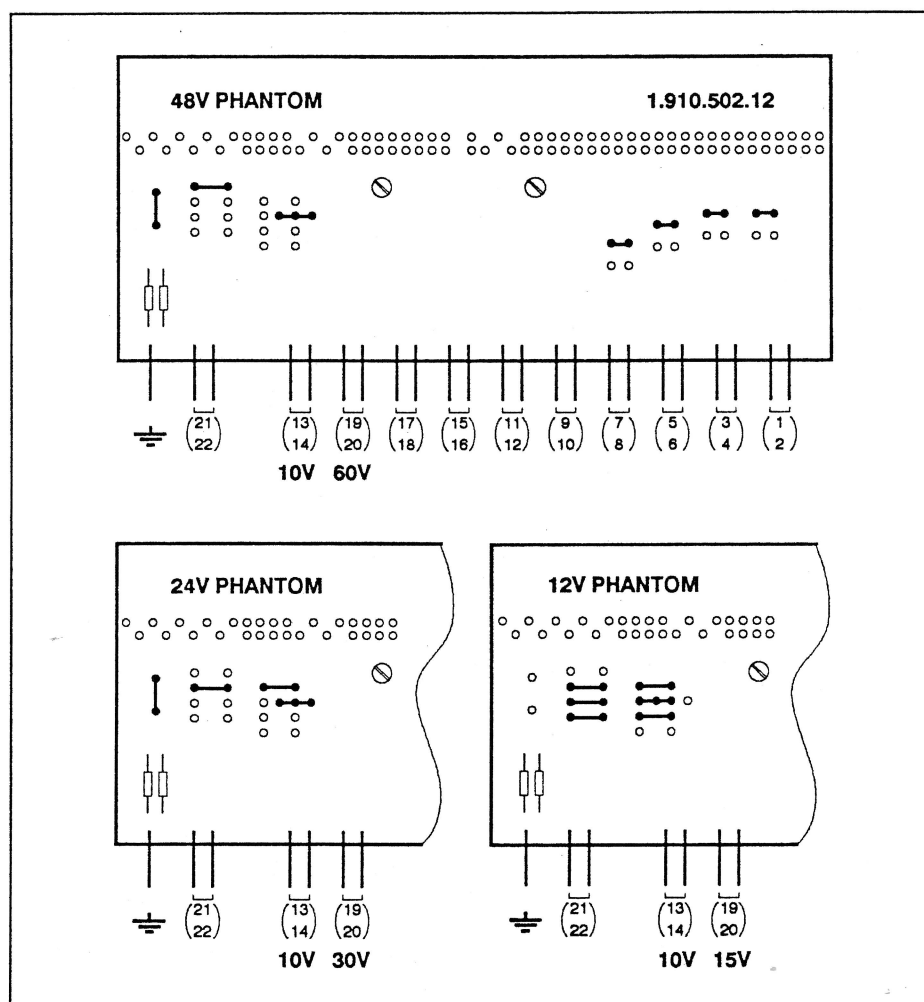 48V PHANTOM 1.910.502.12
(21 22) (13 14) (19 20) (17 18) (15 16) (11 12) (9 10) (7 8) (5 6) (3 4) (1 2)
10V 60V
24V PHANTOM
(21 22) (13 14) (19 20)
10V 30V
12V PHANTOM
(21 22) (13 14) (19 20)
10V 15V